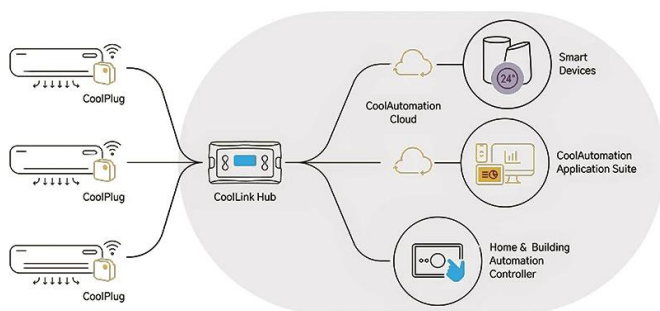 CoolPlug
CoolPlug
CoolPlug
CoolLink Hub
CoolAutomation
Cloud
24°
Smart
Devices
CoolAutomation
Application Suite
Home & Building
Automation
Controller